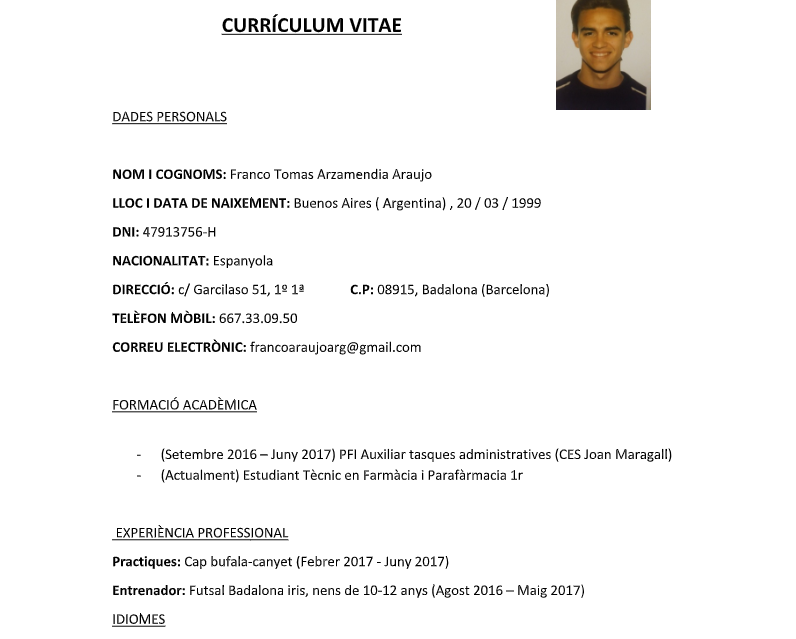 CURRÍCULUM VITAE
DADES PERSONALS
NOM I COGNOMS: Franco Tomas Arzamendia Araujo
LLOC I DATA DE NAIXEMENT: Buenos Aires ( Argentina) , 20 / 03 / 1999
DNI: 47913756-H
NACIONALITAT: Espanyola
DIRECCIÓ: c/ Garcilaso 51, 1º 1ª C.P: 08915, Badalona (Barcelona)
TELÈFON MÒBIL: 667.33.09.50
CORREU ELECTRÒNIC: francoaraujoarg@gmail.com
FORMACIÓ ACADÈMICA
- (Setembre 2016 – Juny 2017) PFI Auxiliar tasques administratives (CES Joan Maragall)
- (Actualment) Estudiant Tècnic en Farmàcia i Parafàrmacia 1r
EXPERIÈNCIA PROFESSIONAL
Practiques: Cap bufala-canyet (Febrer 2017 - Juny 2017)
Entrenador: Futsal Badalona iris, nens de 10-12 anys (Agost 2016 – Maig 2017)
IDIOMES